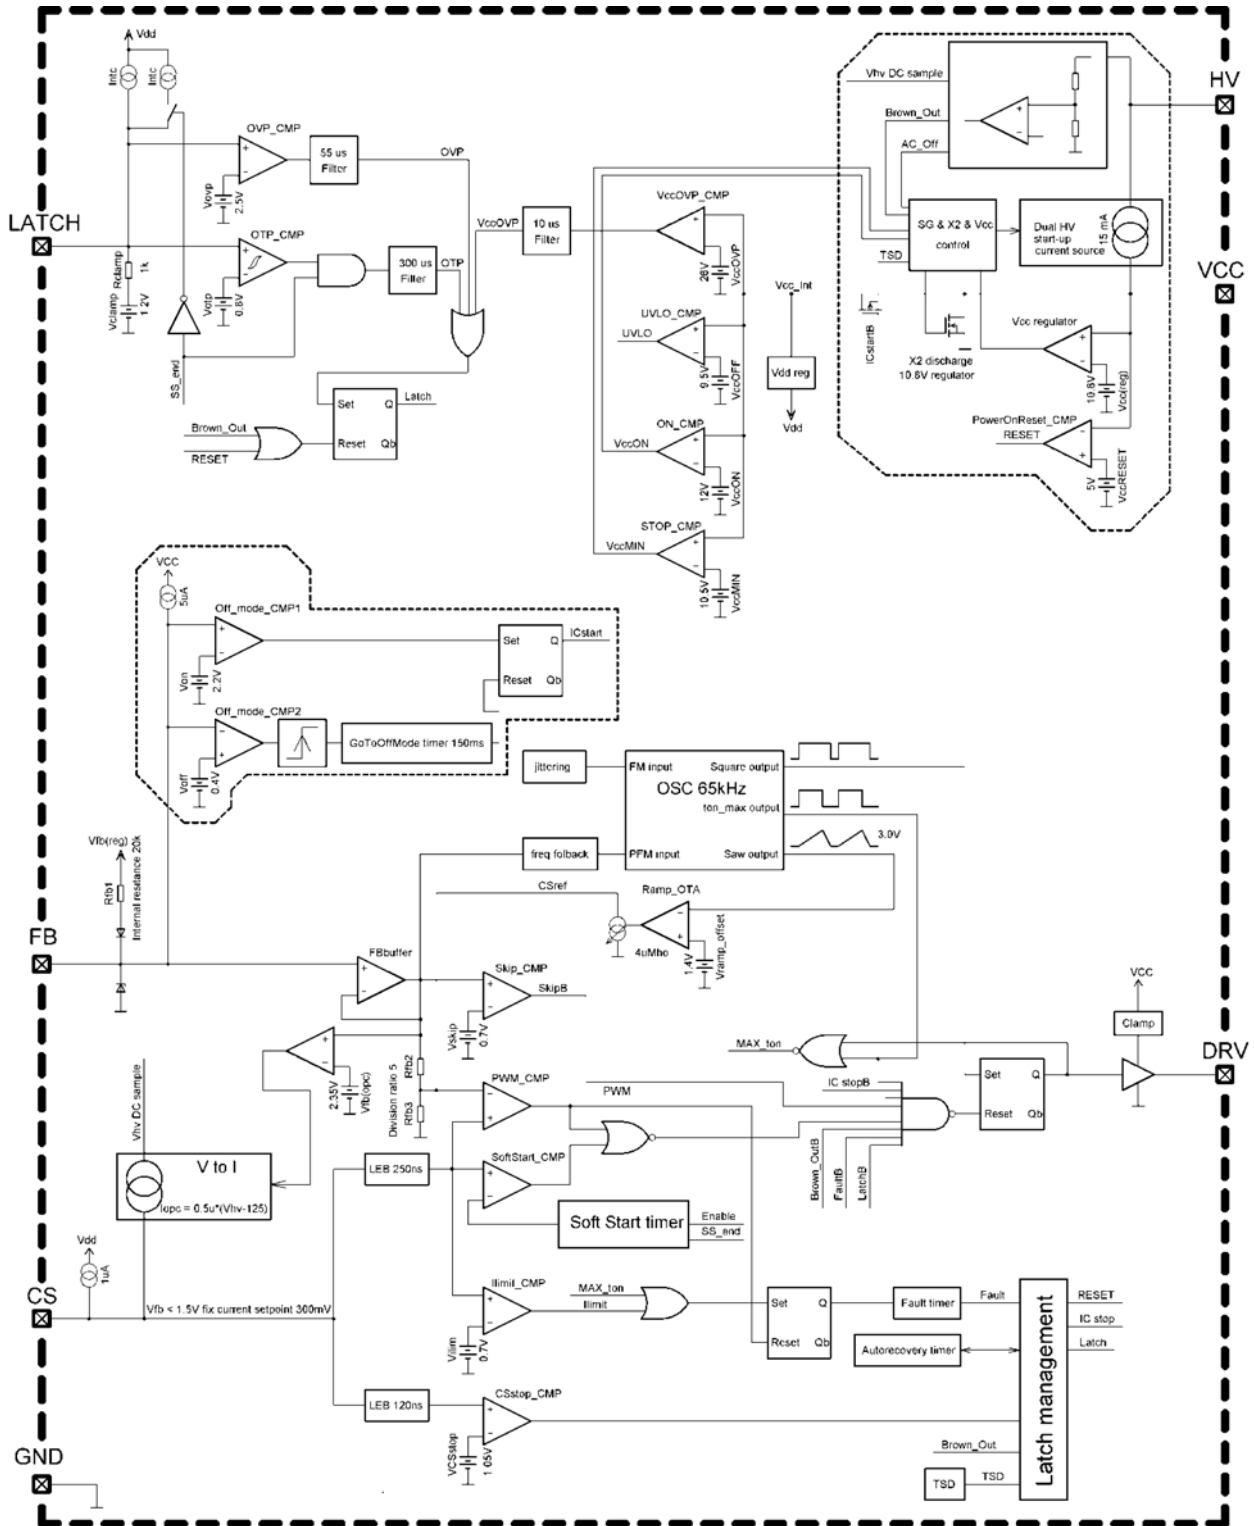 Vdd
Intc
Intc
OVP_CMP
55 us
Filter
OVP
Vovp
2.5V
LATCH
OTP_CMP
300 us
Filter
OTP
Rclamp
1k
Vclamp
12V
Votp
0.8V
SS_end
Brown_Out
RESET
Set
Q
Reset
Qb
Latch
VccOVP
10 us
Filter
VccOVP_CMP
26V
VccOVP
UVLO_CMP
UVLO
9.5V
VccOFF
ON_CMP
VccON
12V
VccON
STOP_CMP
VccMIN
10.5V
VccMIN
Vcc_Int
Vdd reg
Vdd
Vhv DC sample
Brown_Out
AC_Off
HV
SG & X2 & Vcc
control
Dual HV
start-up
current source
15 mA
TSD
VCC
ICstartB
X2 discharge
10.8V regulator
Vcc regulator
10.8V
Vcc(reg)
PowerOnReset_CMP
RESET
5V
VccRESET
VCC
5uA
Off_mode_CMP1
Von
2.2V
Set
Q
ICstart
Reset
Qb
Off_mode_CMP2
GoToOffMode timer 150ms
Voff
0.4V
jittering
FM input
Square output
OSC 65kHz
ton_max output
freq folback
PFM input
Saw output
3.0V
Vfb(reg)
Rfb1
Internal resitance 20k
CSref
Ramp_OTA
4uMho
1.4V
Vramp_offset
FB
FBbuffer
Skip_CMP
SkipB
Vskip
0.7V
VCC
Clamp
DRV
MAX_ton
2.35V
Vfb(opc)
Rfb2
Division ratio 5
Rfb3
PWM_CMP
PWM
IC stopB
Set
Q
Reset
Qb
Vhv DC sample
V to I
Iopc = 0.5u*(Vhv-125)
LEB 250ns
SoftStart_CMP
Brown_OutB
FaultB
LatchB
Soft Start timer
Enable
SS_end
Vdd
1uA
CS
Vfb < 1.5V fix current setpoint 300mV
Ilimit_CMP
MAX_ton
Ilimit
Vilim
0.7V
Set
Q
Reset
Qb
Fault timer
Fault
Autorecovery timer
Latch management
RESET
IC stop
Latch
LEB 120ns
CSstop_CMP
VCSstop
1.05V
Brown_Out
TSD
TSD
GND